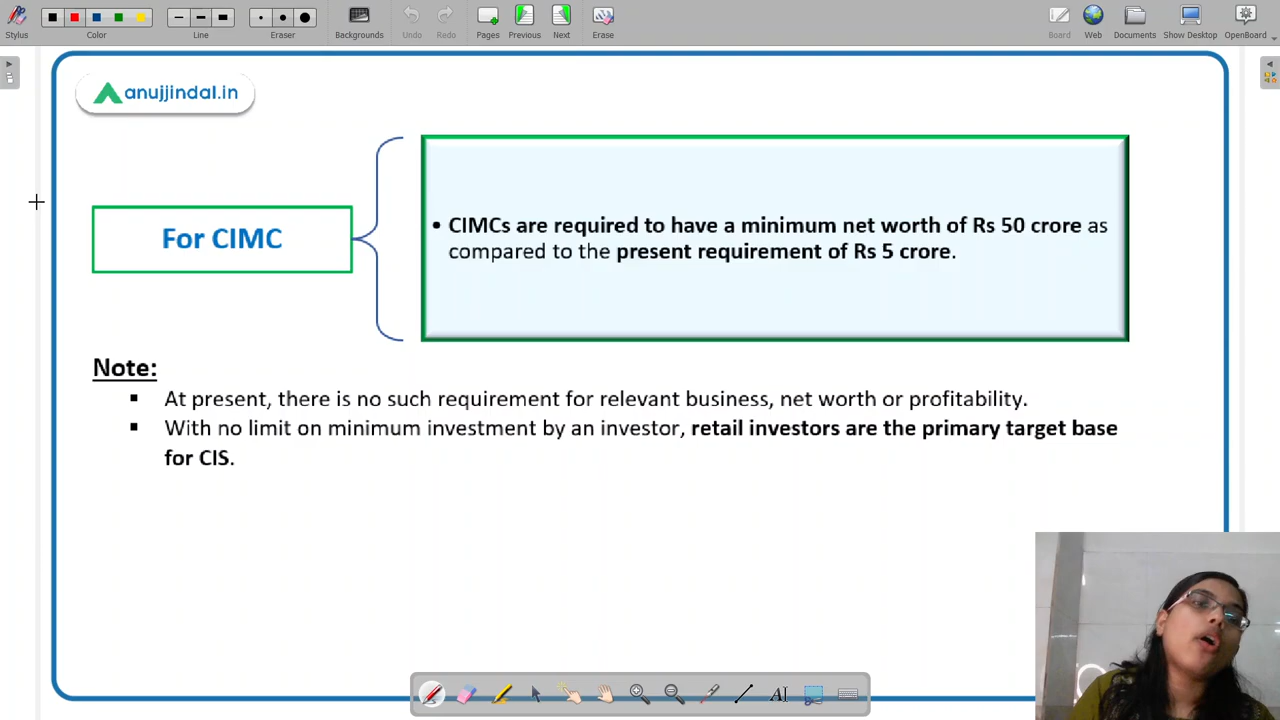 Stylus
Color
Line
Eraser
Backgrounds
Undo
Redo
Pages
Previous
Next
Erase
Board
Web
Documents
Show Desktop
OpenBoard
anujjindal.in
For CIMC
• CIMCs are required to have a minimum net worth of Rs 50 crore as
compared to the present requirement of Rs 5 crore.
Note:
▪ At present, there is no such requirement for relevant business, net worth or profitability.
▪ With no limit on minimum investment by an investor, retail investors are the primary target base
for CIS.